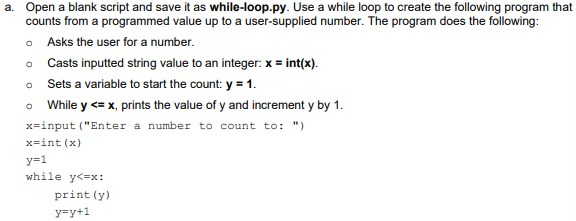 a. Open a blank script and save it as while-loop.py. Use a while loop to create the following program that
counts from a programmed value up to a user-supplied number. The program does the following:
o Asks the user for a number.
o Casts inputted string value to an integer: x = int(x).
o Sets a variable to start the count: y = 1.
o While y <= x, prints the value of y and increment y by 1.
x=input("Enter a number to count to: ")
x=int(x)
y=1
while y<=x:
    print(y)
    y=y+1